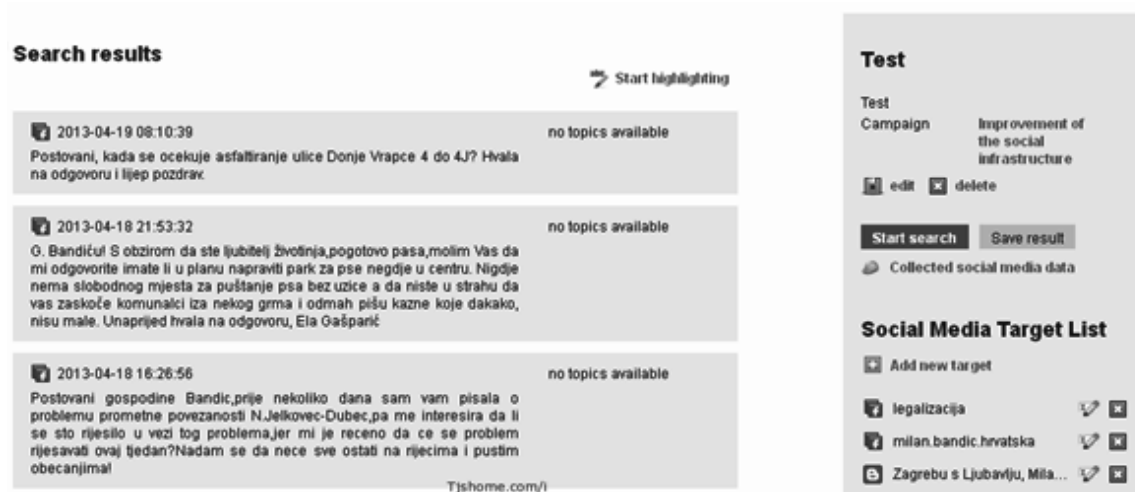 Search results
Start highlighting
2013-04-19 08:10:39
no topics available
Postovani, kada se ocekuje asfaltiranje ulice Donje Vrapce 4 do 4J? Hvala
na odgovoru i lijep pozdrav.
2013-04-18 21:53:32
no topics available
G. Bandiću! S obzirom da ste ljubitelj životinja,pogotovo pasa,molim Vas da
mi odgovorite imate li u planu napraviti park za pse negdje u centru. Nigdje
nema slobodnog mjesta za puštanje psa bez uzice a da niste u strahu da
vas zaskoče komunalci iza nekog grma i odmah pišu kazne koje dakako,
nisu male. Unaprijed hvala na odgovoru, Ela Gašparić
2013-04-18 16:26:56
no topics available
Postovani gospodine Bandic,prije nekoliko dana sam vam pisala o
problemu prometne povezanosti N.Jelkovec-Dubec,pa me interesira da li
se sto rijesilo u vezi tog problema,jer mi je receno da ce se problem
rijesavati ovaj tjedan?Nadam se da nece sve ostati na rijecima i pustim
obecanjima!
Tjshome.com/i
Test
Test
Campaign
Improvement of
the social
infrastructure
edit
delete
Start search
Save result
Collected social media data
Social Media Target List
Add new target
legalizacija
milan.bandic.hrvatska
Zagrebu s Ljubavlju, Mila...